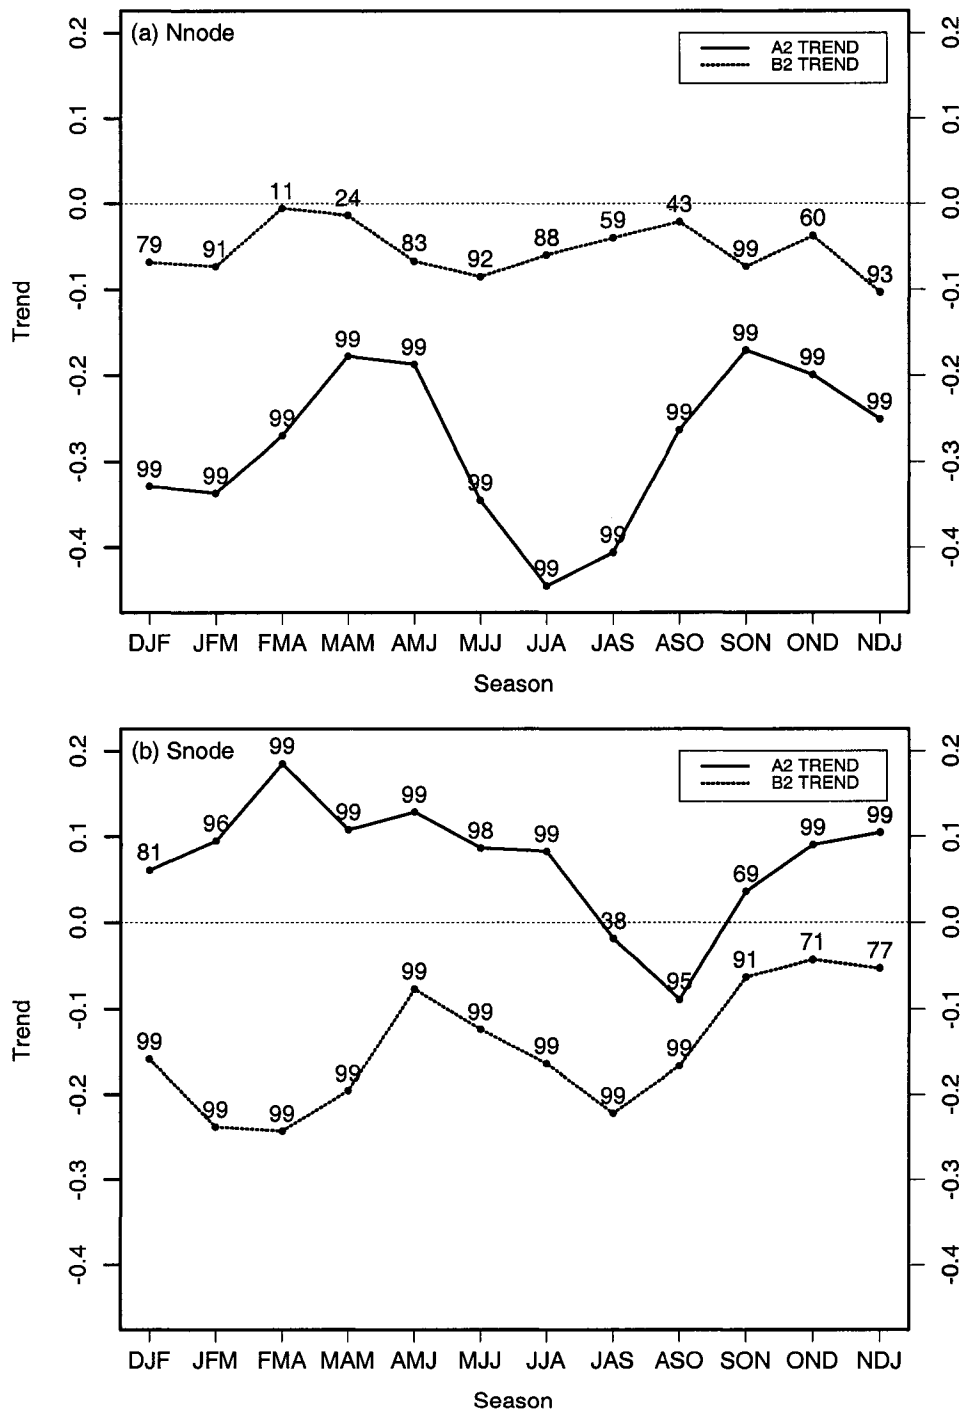 (a) Nnode
A2 TREND
B2 TREND
0.2
0.1
0.0
-0.1
-0.2
-0.3
-0.4
Trend
0.2
0.1
0.0
-0.1
-0.2
-0.3
-0.4
79 91 11 24 83 92 88 59 43 99 60 93
99 99 99 99 99 99 99 99 99 99 99 99
DJF JFM FMA MAM AMJ MJJ JJA JAS ASO SON OND NDJ
Season
(b) Snode
A2 TREND
B2 TREND
0.2
0.1
0.0
-0.1
-0.2
-0.3
-0.4
Trend
0.2
0.1
0.0
-0.1
-0.2
-0.3
-0.4
81 96 99 99 99 98 99 38 95 69 99 99
99 99 99 99 99 99 99 99 99 91 71 77
DJF JFM FMA MAM AMJ MJJ JJA JAS ASO SON OND NDJ
Season